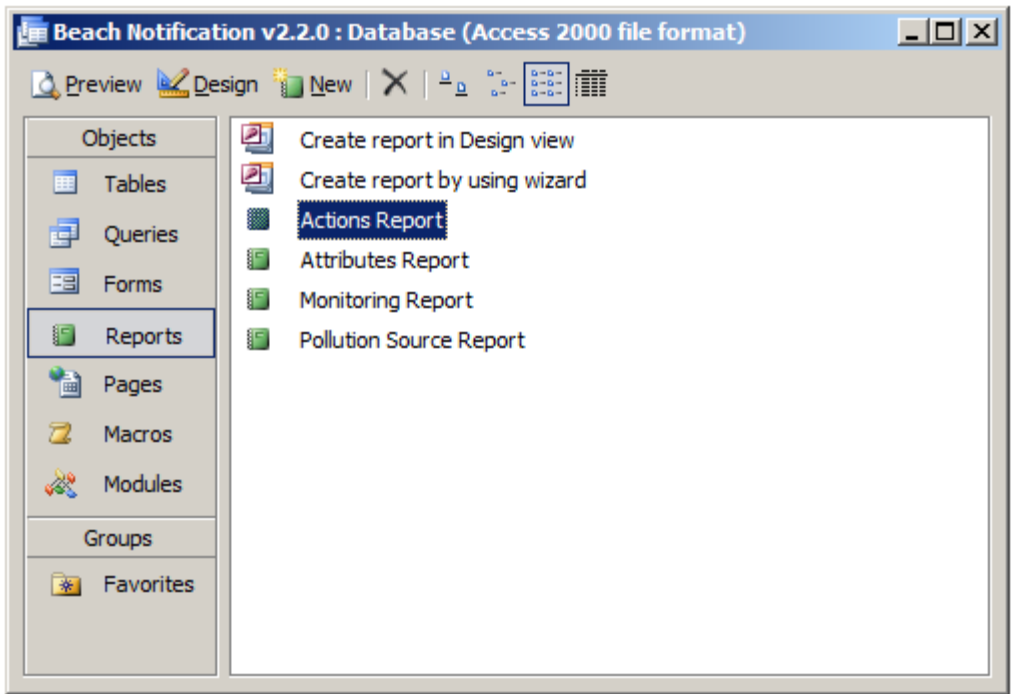 Beach Notification v2.2.0 : Database (Access 2000 file format)
Preview Design New
Objects
Tables
Queries
Forms
Reports
Pages
Macros
Modules
Groups
Favorites
Create report in Design view
Create report by using wizard
Actions Report
Attributes Report
Monitoring Report
Pollution Source Report